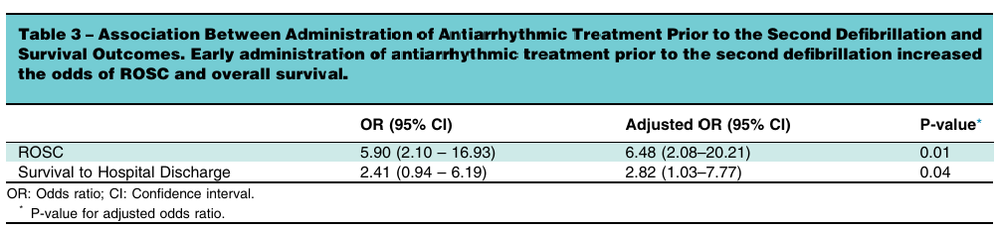 Table 3 – Association Between Administration of Antiarrhythmic Treatment Prior to the Second Defibrillation and
Survival Outcomes. Early administration of antiarrhythmic treatment prior to the second defibrillation increased
the odds of ROSC and overall survival.
OR (95% CI) Adjusted OR (95% CI) P-value*
ROSC 5.90 (2.10 – 16.93) 6.48 (2.08–20.21) 0.01
Survival to Hospital Discharge 2.41 (0.94 – 6.19) 2.82 (1.03–7.77) 0.04
OR: Odds ratio; CI: Confidence interval.
* P-value for adjusted odds ratio.